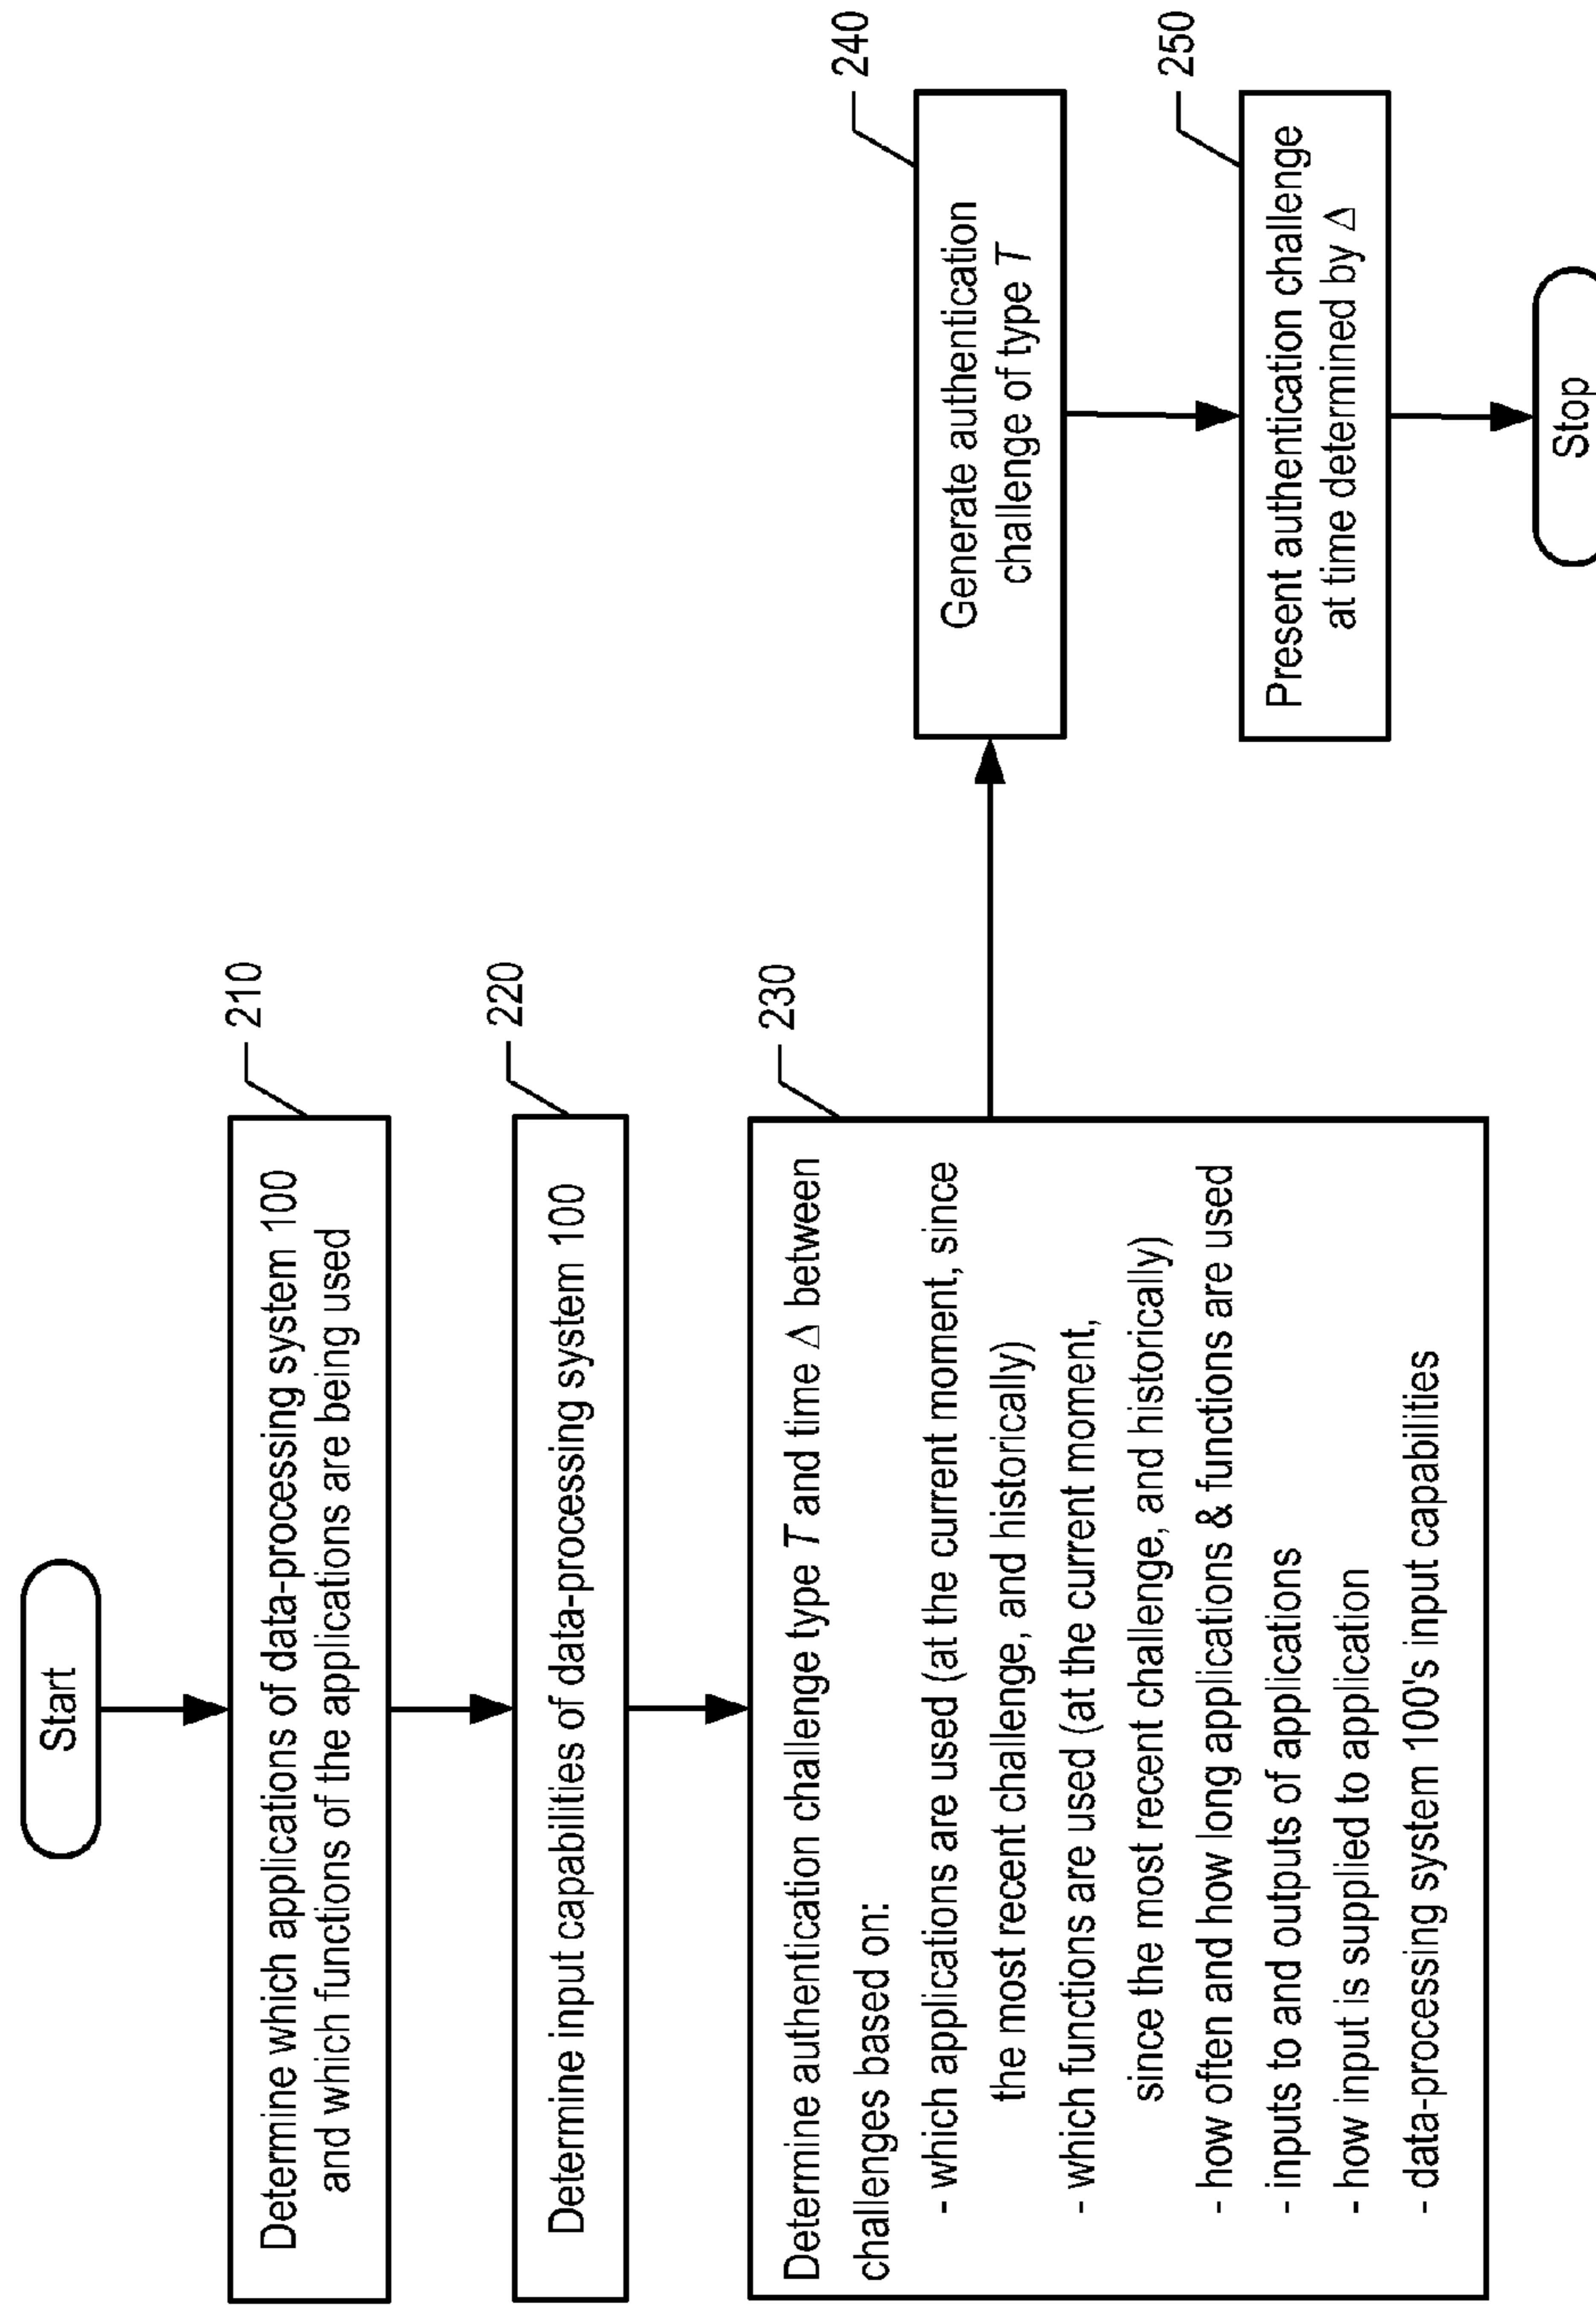 Start
210
Determine which applications of data-processing system 100
and which functions of the applications are being used
220
Determine input capabilities of data-processing system 100
230
Determine authentication challenge type T and time Δ between
challenges based on:
- which applications are used (at the current moment, since
the most recent challenge, and historically)
- which functions are used (at the current moment,
since the most recent challenge, and historically)
- how often and how long applications & functions are used
- inputs to and outputs of applications
- how input is supplied to application
- data-processing system 100's input capabilities
240
Generate authentication
challenge of type T
250
Present authentication challenge
at time determined by Δ
Stop